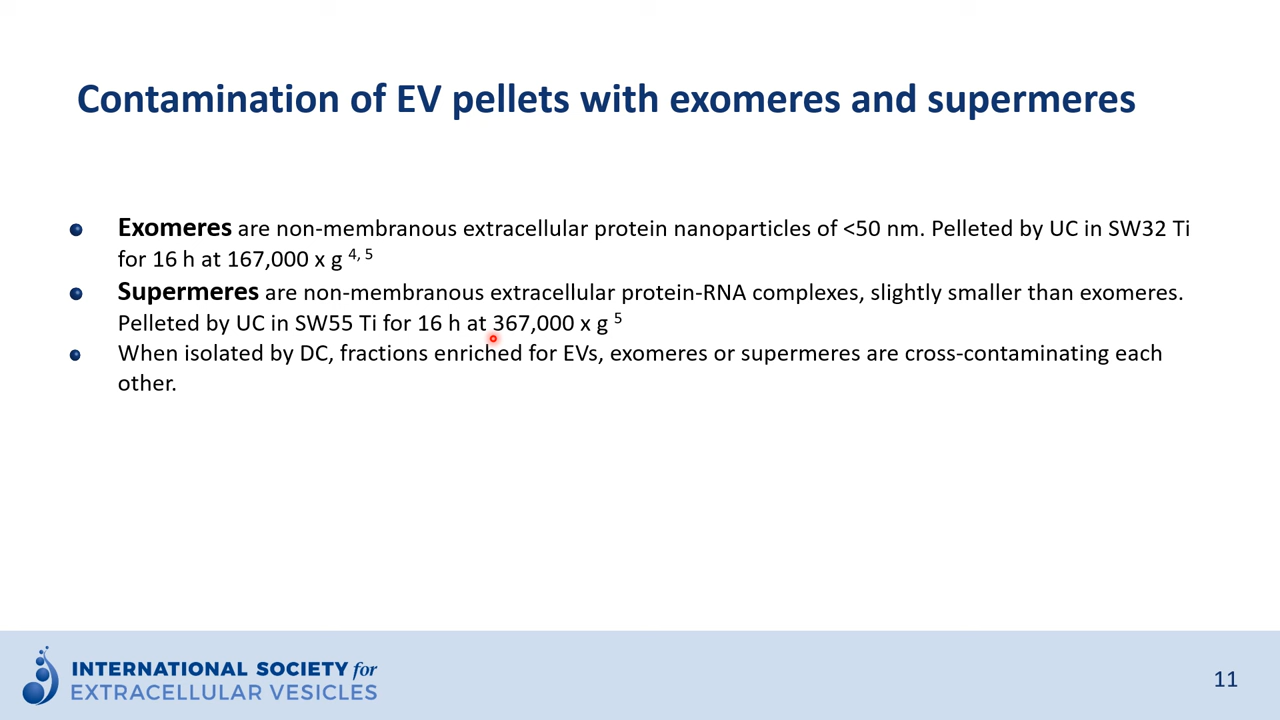 Contamination of EV pellets with exomeres and supermeres
Exomeres are non-membranous extracellular protein nanoparticles of <50 nm. Pelleted by UC in SW32 Ti
for 16 h at 167,000 x g 4, 5
Supermeres are non-membranous extracellular protein-RNA complexes, slightly smaller than exomeres.
Pelleted by UC in SW55 Ti for 16 h at 367,000 x g 5
When isolated by DC, fractions enriched for EVs, exomeres or supermeres are cross-contaminating each
other.
INTERNATIONAL SOCIETY for
EXTRACELLULAR VESICLES
11